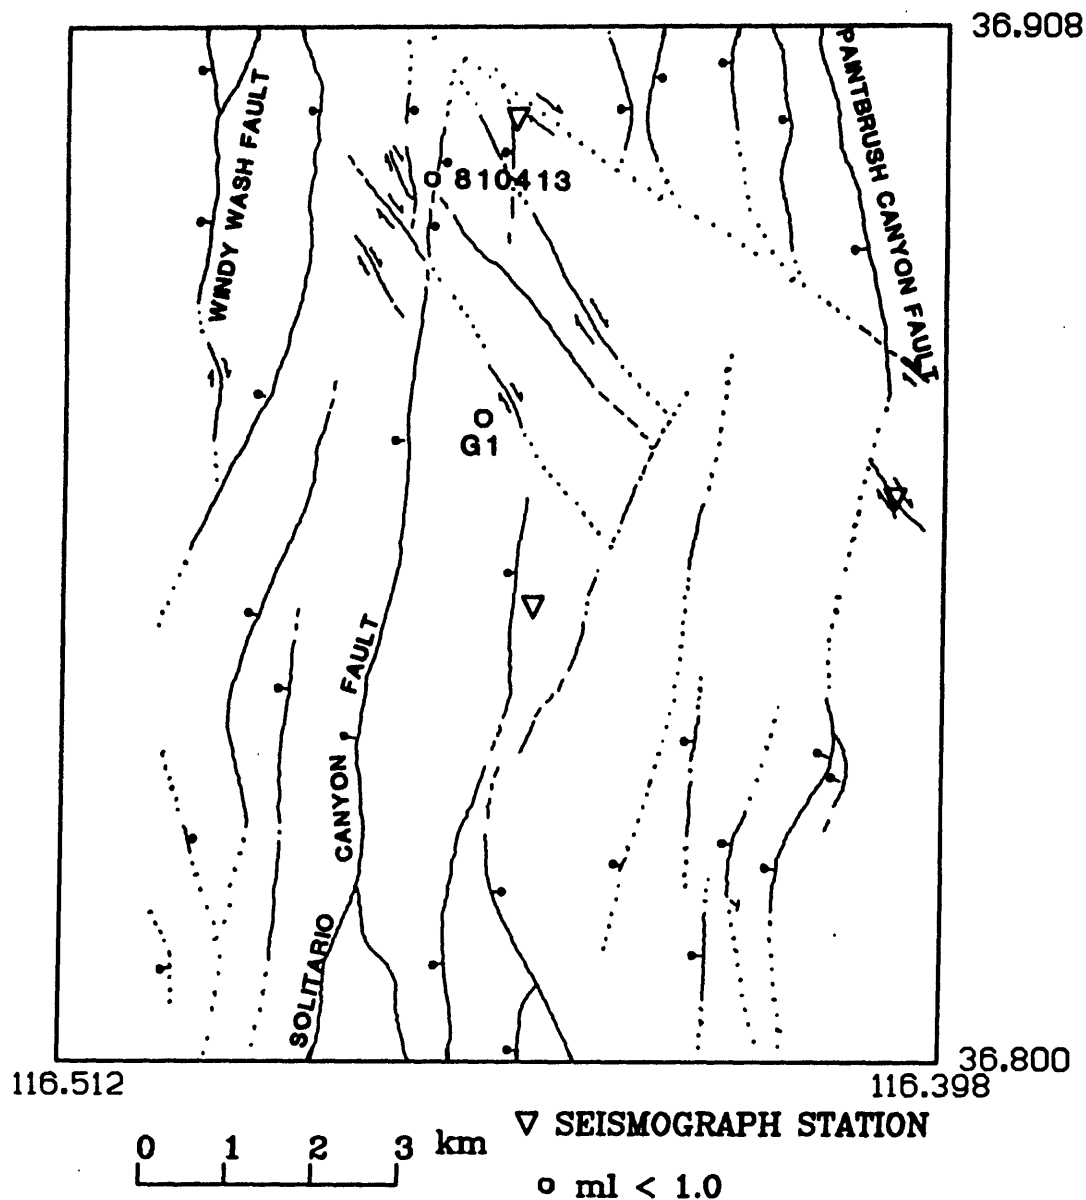 36.908
WINDY WASH FAULT
PAINTBRUSH CANYON FAULT
810413
G1
SOLITARIO CANYON FAULT
36.800
116.512
116.398
SEISMOGRAPH STATION
0 1 2 3 km
ml < 1.0